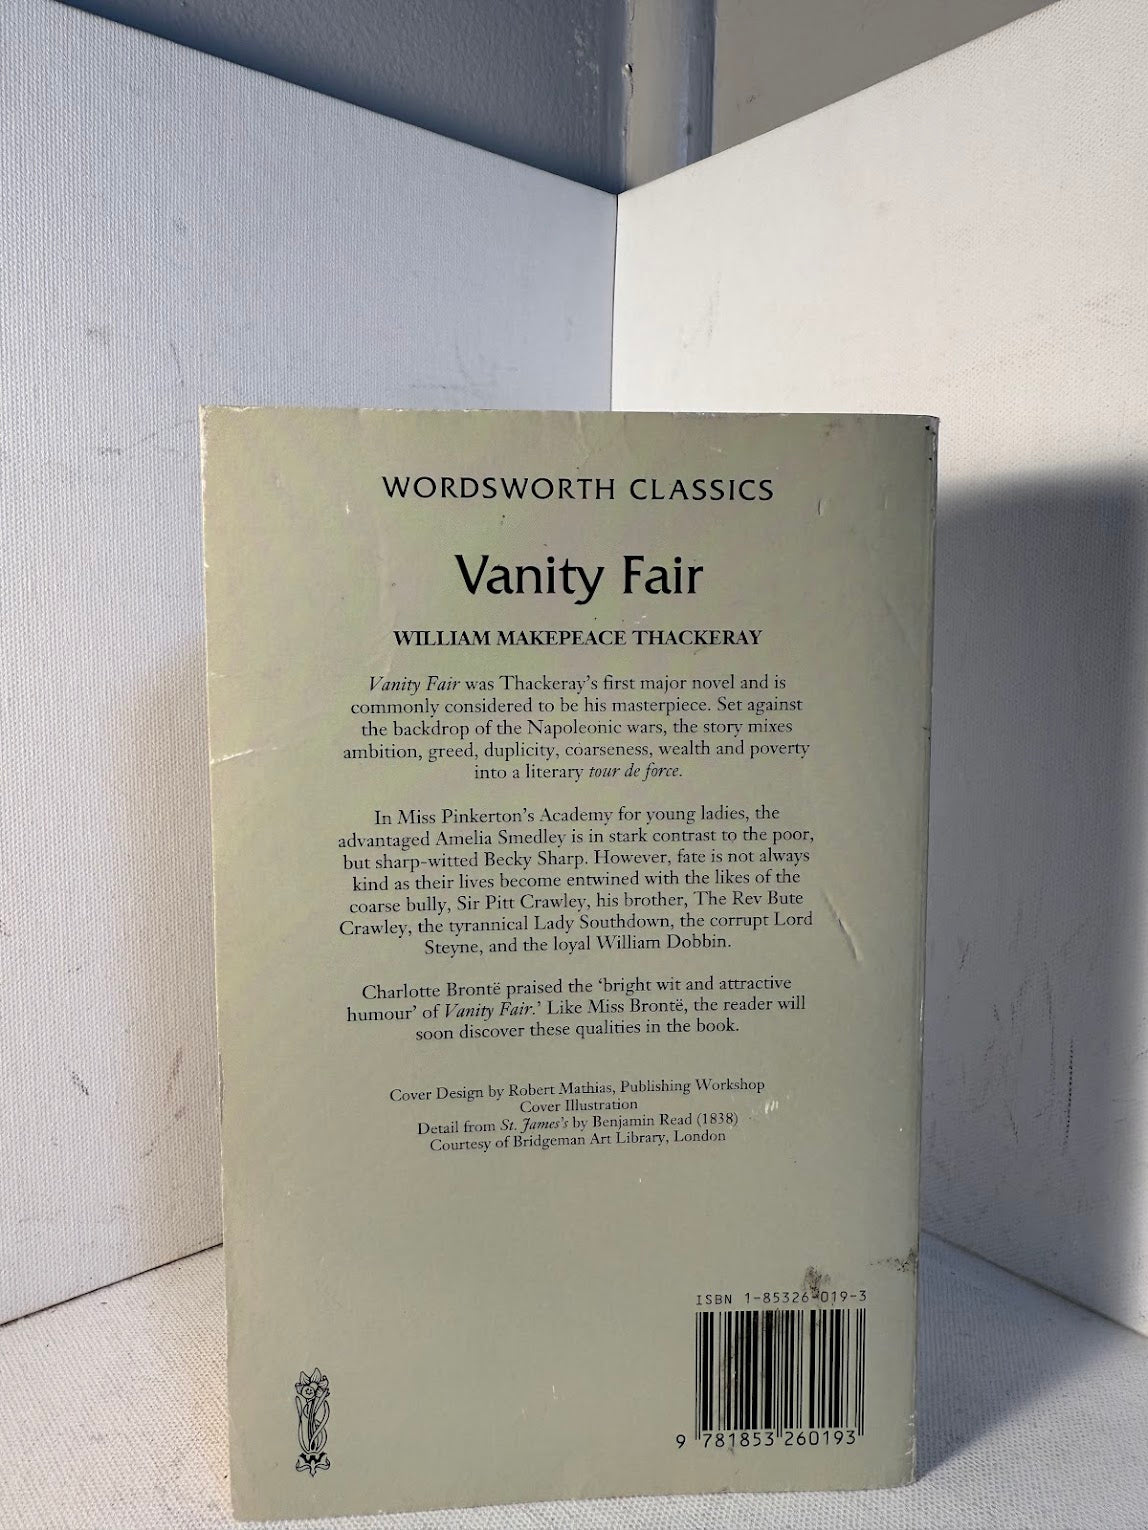 WORDSWORTH CLASSICS
Vanity Fair
WILLIAM MAKEPEACE THACKERAY
Vanity Fair was Thackeray's first major novel and is
commonly considered to be his masterpiece. Set against
the backdrop of the Napoleonic wars, the story mixes
ambition, greed, duplicity, coarseness, wealth and poverty
into a literary tour de force.
In Miss Pinkerton's Academy for young ladies, the
advantaged Amelia Smedley is in stark contrast to the poor,
but sharp-witted Becky Sharp. However, fate is not always
kind as their lives become entwined with the likes of the
coarse bully, Sir Pitt Crawley, his brother, The Rev Bute
Crawley, the tyrannical Lady Southdown, the corrupt Lord
Steyne, and the loyal William Dobbin.
Charlotte Brontë praised the 'bright wit and attractive
humour' of Vanity Fair.' Like Miss Brontë, the reader will
soon discover these qualities in the book.
Cover Design by Robert Mathias, Publishing Workshop
Cover Illustration
Detail from St. James's by Benjamin Read (1838)
Courtesy of Bridgeman Art Library, London
ISBN 1-85326-019-3
9 781853 260193
W